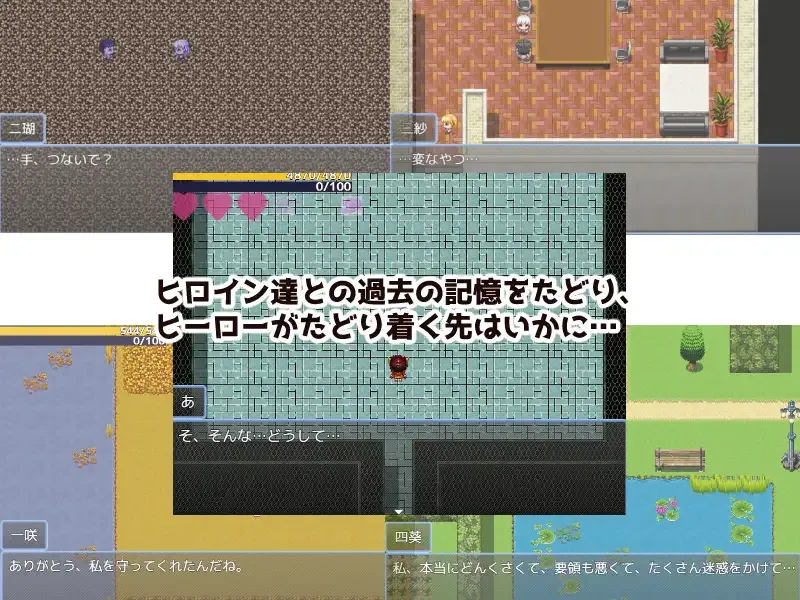 二瑚
…手、つないで？
三紗
…変なやつ…
4870/4870
0/100
ヒロイン達との過去の記憶をたどり、
ヒーローがたどり着く先はいかに…
0/100
あ
そ、そんな…どうして…
一咲
ありがとう、私を守ってくれたんだね。
四葵
私、本当にどんくさくて、要領も悪くて、たくさん迷惑をかけて…